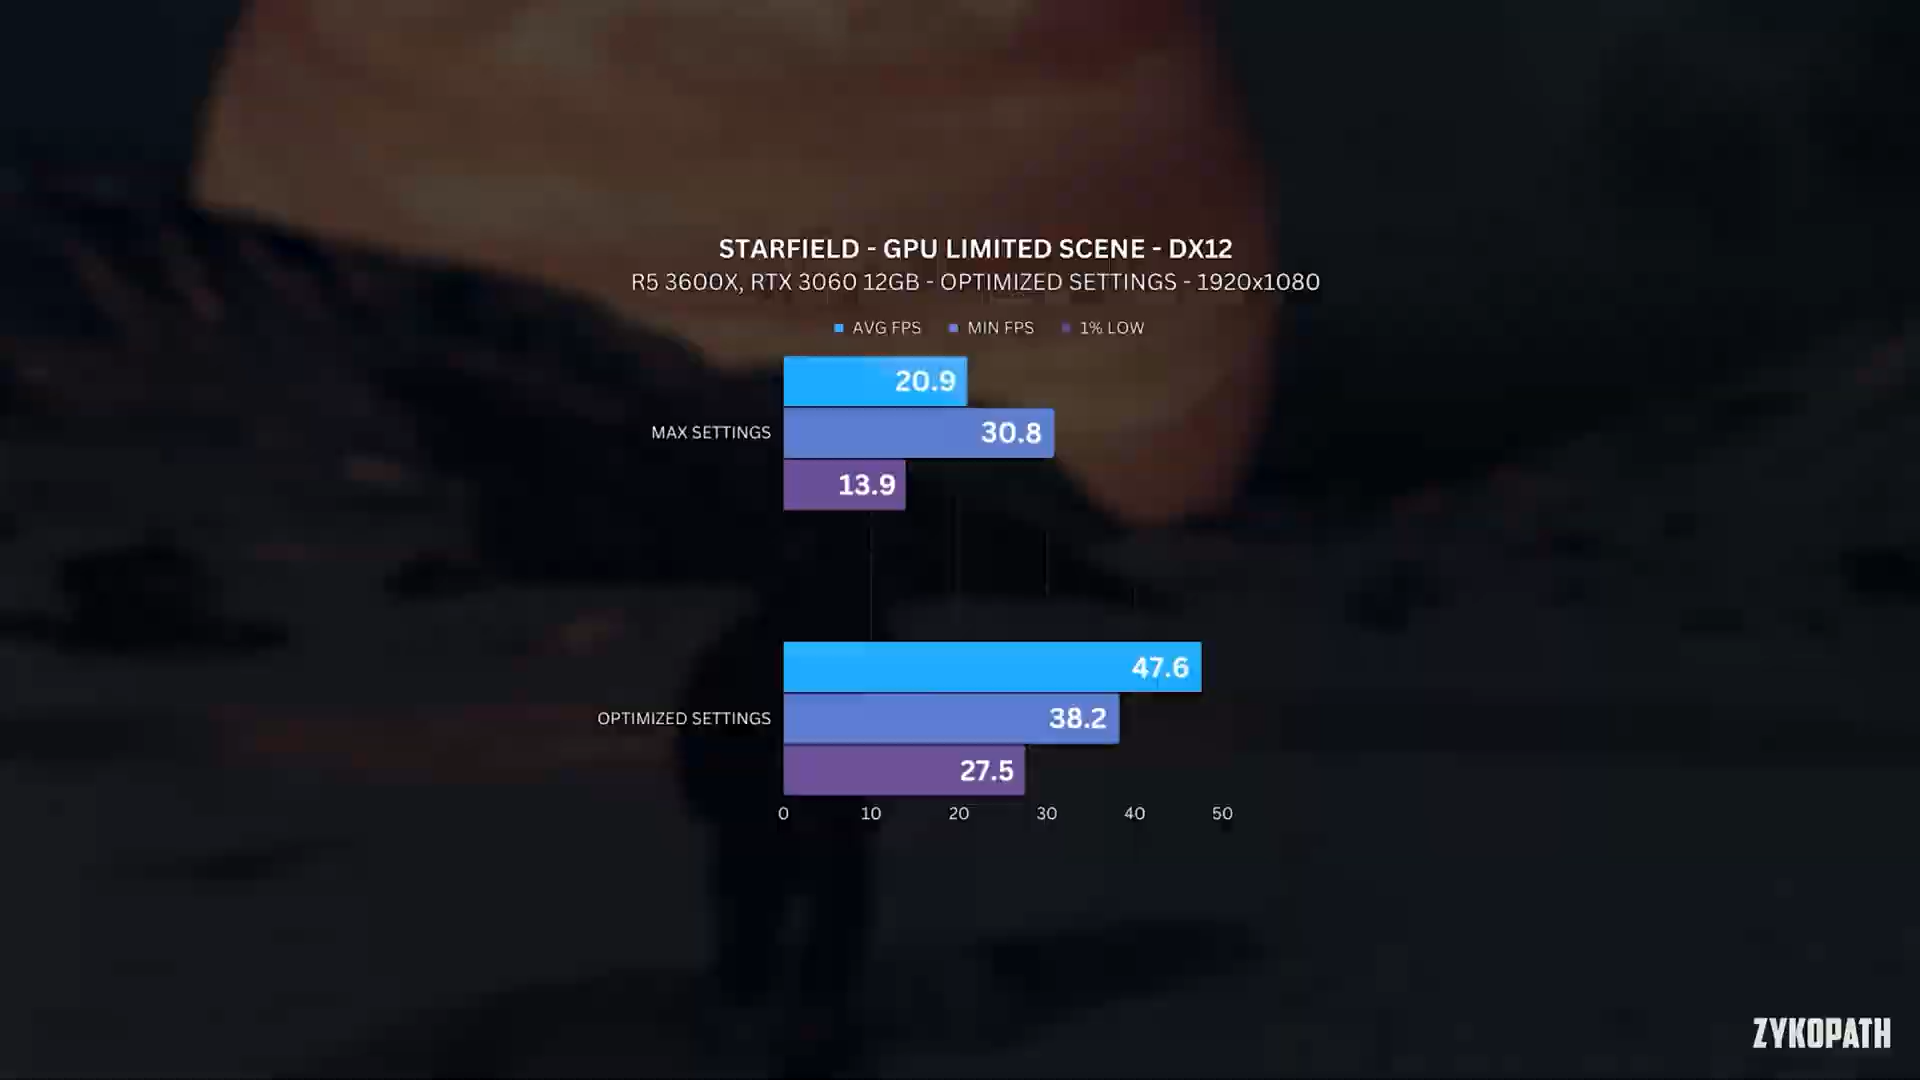 STARFIELD - GPU LIMITED SCENE - DX12
R5 3600X, RTX 3060 12GB - OPTIMIZED SETTINGS - 1920x1080
AVG FPS MIN FPS 1% LOW
20.9
MAX SETTINGS 30.8
13.9
47.6
OPTIMIZED SETTINGS 38.2
27.5
0 10 20 30 40 50
ZYKOPATH